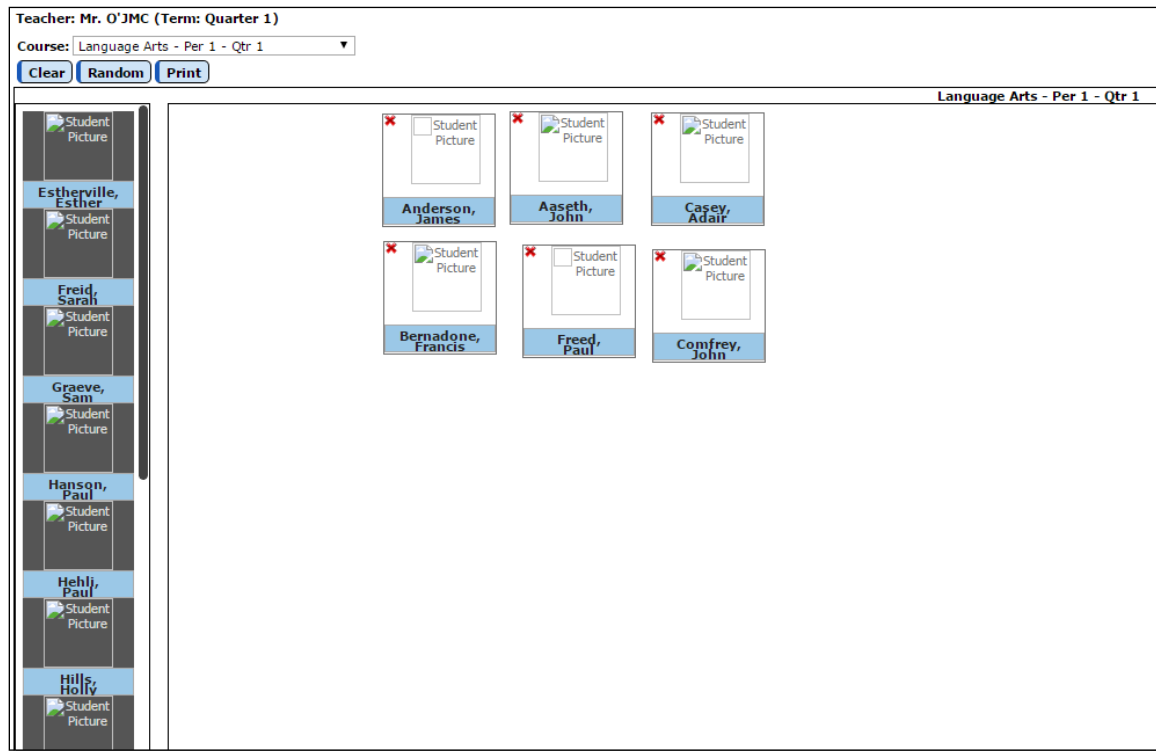 Teacher: Mr. O'JMC (Term: Quarter 1)
Course: Language Arts - Per 1 - Qtr 1
Clear Random Print
Language Arts - Per 1 - Qtr 1
Student
Picture
Estherville,
Esther
Student
Picture
Freid,
Sarah
Student
Picture
Graeve,
Sam
Student
Picture
Hanson,
Paul
Student
Picture
Hehli,
Paul
Student
Picture
Hills,
Holly
Student
Picture
Student
Picture
Anderson,
James
Student
Picture
Aaseth,
John
Student
Picture
Casey,
Adair
Student
Picture
Bernadone,
Francis
Student
Picture
Freed,
Paul
Student
Picture
Comfrey,
John